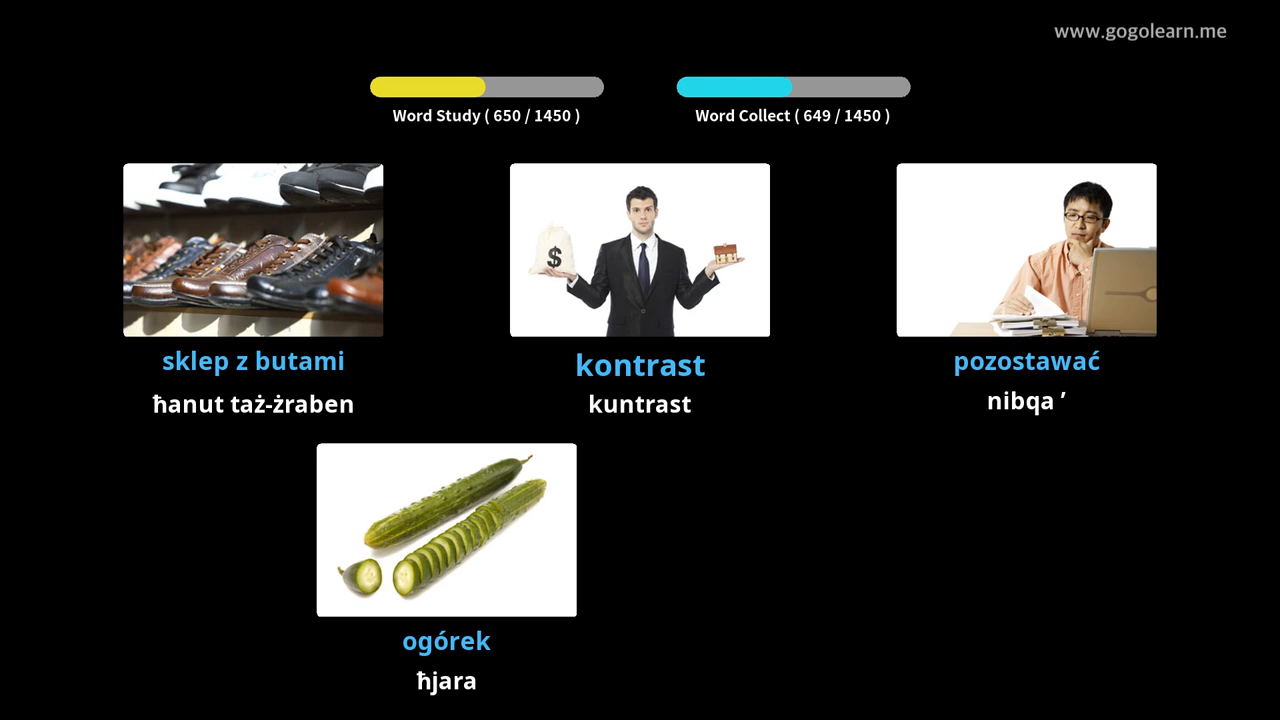 www.gogolearn.me
Word Study ( 650 / 1450 )
Word Collect ( 649 / 1450 )
$
sklep z butami
ħanut taż-żraben
kontrast
kuntrast
pozostawać
nibqa ’
ogórek
ħjara